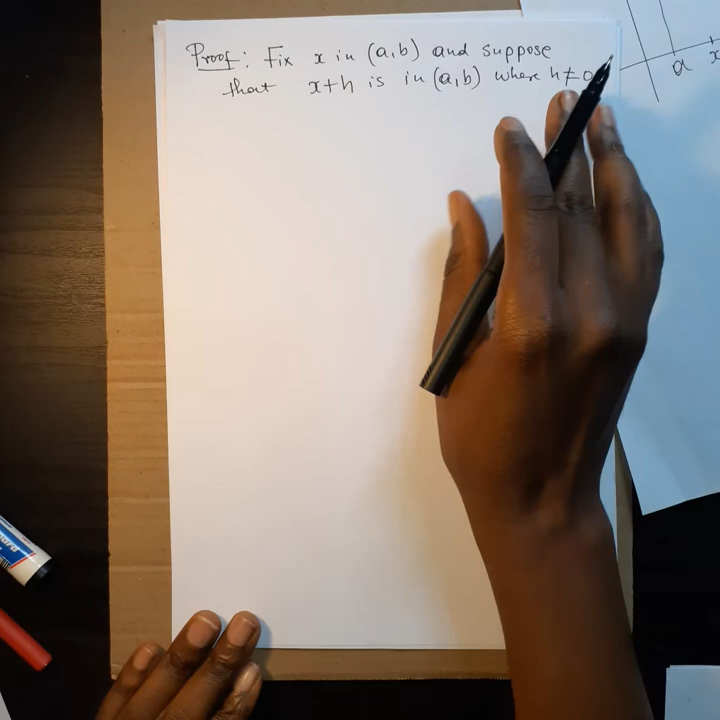 Proof: Fix x in (a,b) and suppose
that x+h is in (a,b) where h≠0
a
x